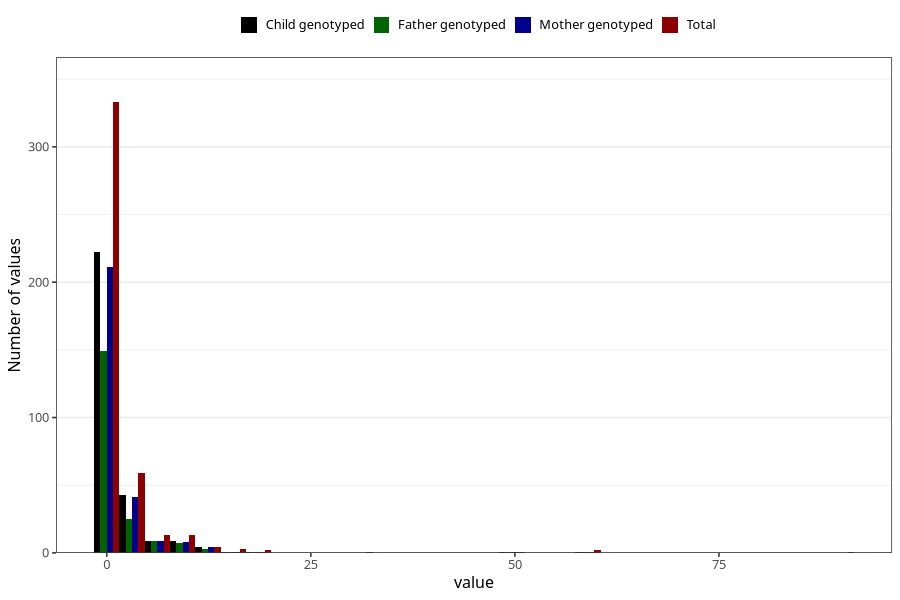 Child genotyped Father genotyped Mother genotyped Total
Number of values
300
200
100
0
0 25 50 75
value